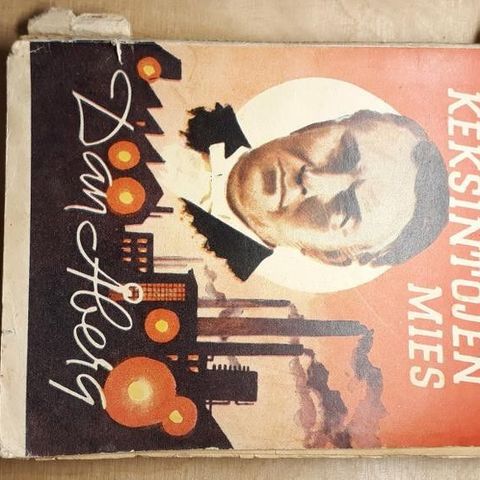 KEKSINTÖJEN
MIES
Dan Åberg